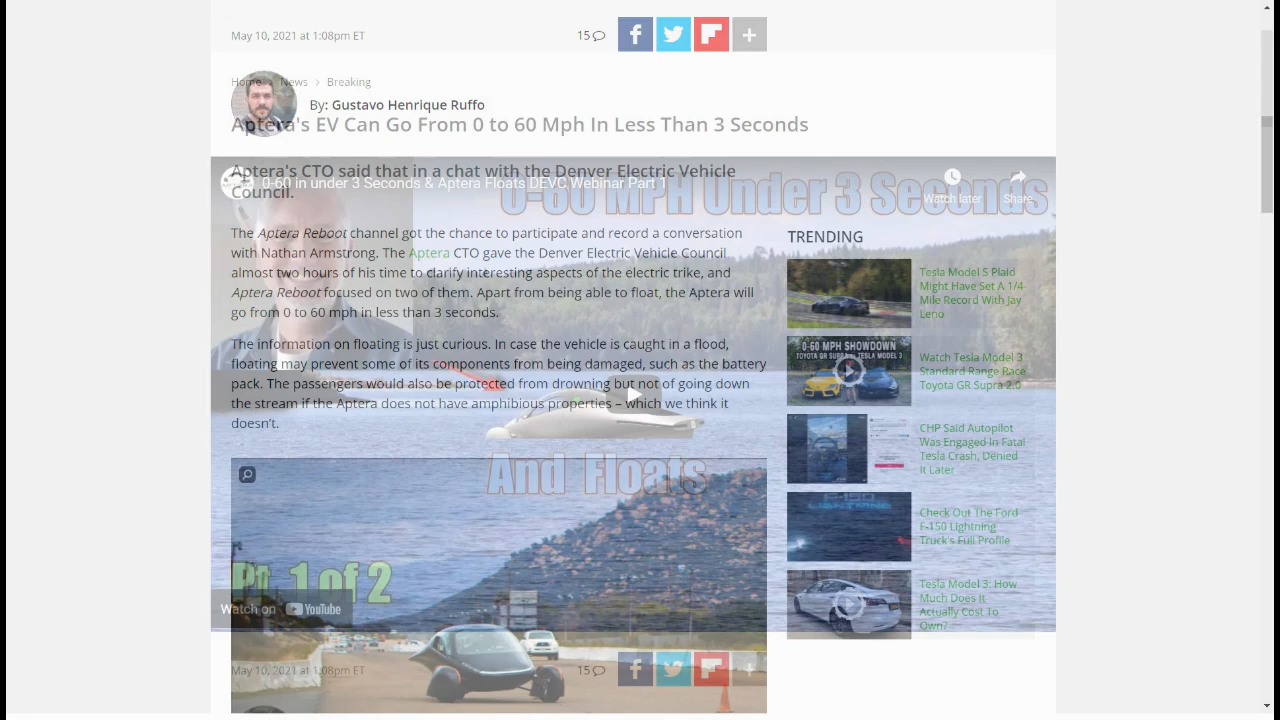 May 10, 2021 at 1:08pm ET
15
Home > News > Breaking
By: Gustavo Henrique Ruffo
Aptera's EV Can Go From 0 to 60 Mph In Less Than 3 Seconds
Aptera's CTO said that in a chat with the Denver Electric Vehicle
Council.
0-60 in under 3 Seconds & Aptera Floats DEVC Webinar Part 1
0-60 MPH Under 3 Seconds
Watch later
Share
The Aptera Reboot channel got the chance to participate and record a conversation
with Nathan Armstrong. The Aptera CTO gave the Denver Electric Vehicle Council
almost two hours of his time to clarify interesting aspects of the electric trike, and
Aptera Reboot focused on two of them. Apart from being able to float, the Aptera will
go from 0 to 60 mph in less than 3 seconds.
The information on floating is just curious. In case the vehicle is caught in a flood,
floating may prevent some of its components from being damaged, such as the battery
pack. The passengers would also be protected from drowning but not of going down
the stream if the Aptera does not have amphibious properties – which we think it
doesn't.
And Floats
Pt 1 of 2
Watch on YouTube
May 10, 2021 at 1:08pm ET
15
TRENDING
Tesla Model S Plaid
Might Have Set A 1/4-
Mile Record With Jay
Leno
0-60 MPH SHOWDOWN
TOYOTA GR SUPRA vs TESLA MODEL 3
Watch Tesla Model 3
Standard Range Race
Toyota GR Supra 2.0
CHP Said Autopilot
Was Engaged In Fatal
Tesla Crash, Denied
It Later
F-150
LIGHTNING
Check Out The Ford
F-150 Lightning
Truck's Full Profile
Tesla Model 3: How
Much Does It
Actually Cost To
Own?